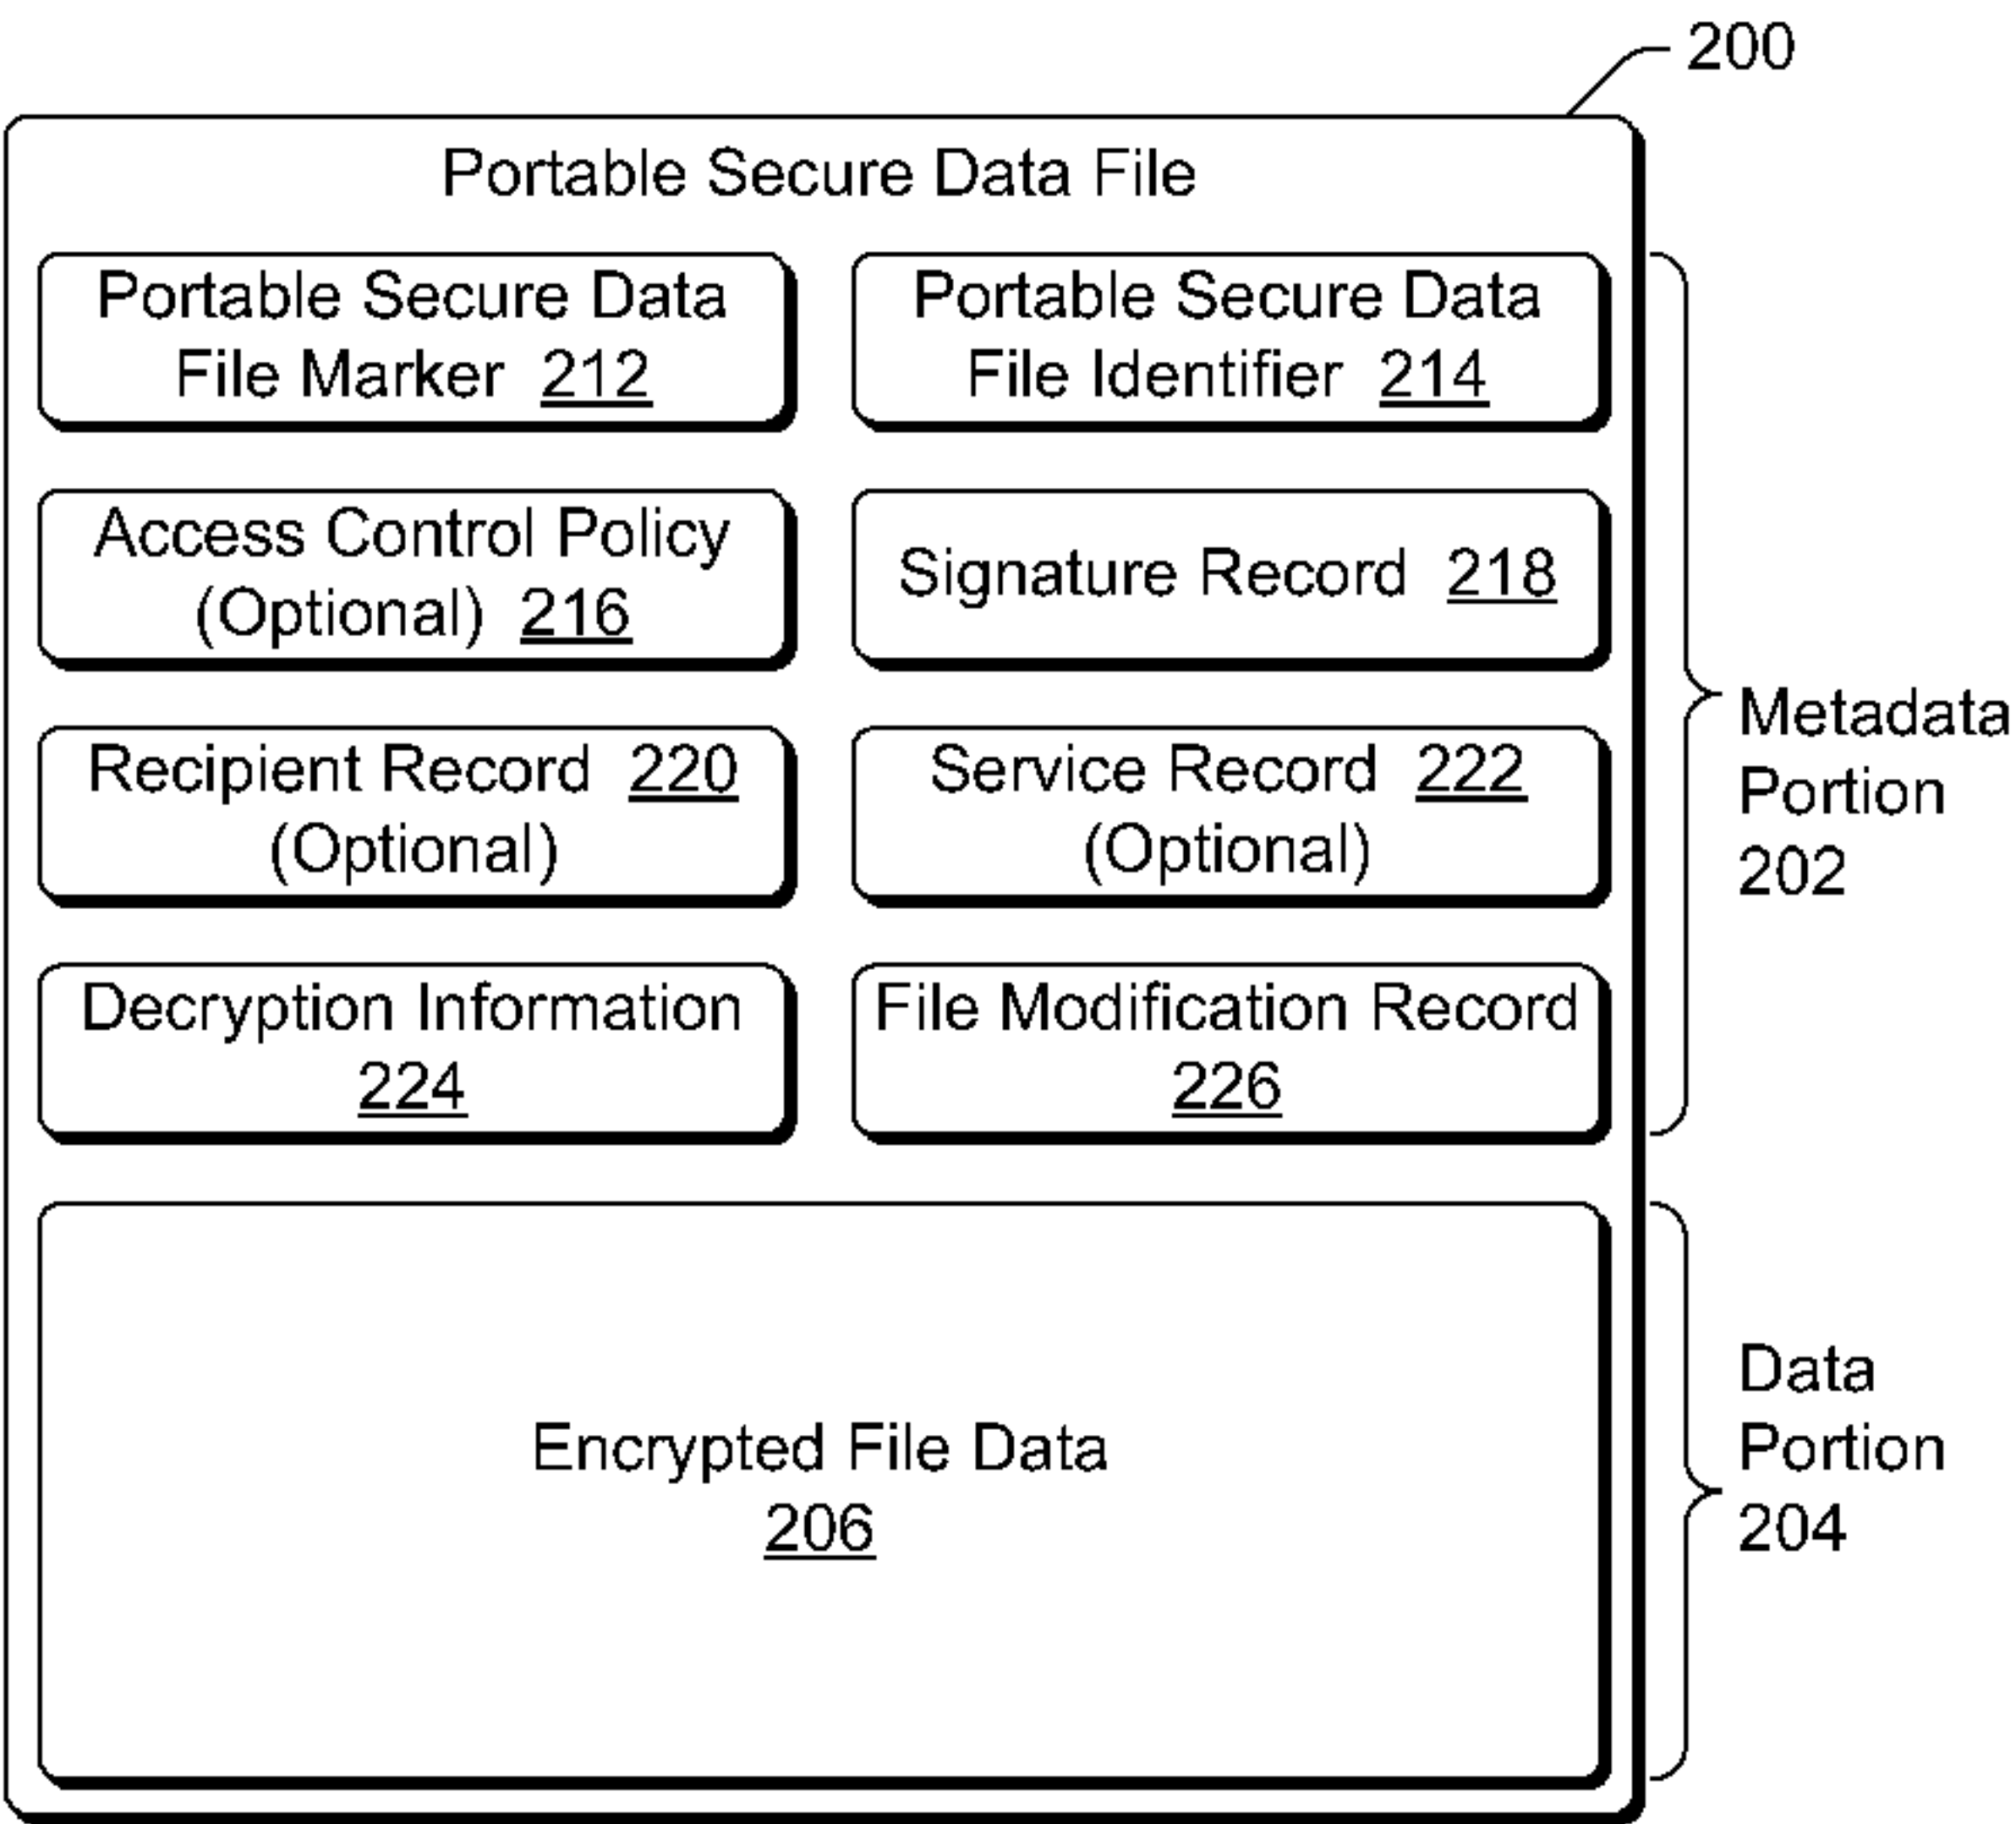 200
Portable Secure Data File
Portable Secure Data
File Marker 212
Portable Secure Data
File Identifier 214
Access Control Policy
(Optional) 216
Signature Record 218
Recipient Record 220
(Optional)
Service Record 222
(Optional)
Decryption Information
224
File Modification Record
226
Metadata
Portion
202
Encrypted File Data
206
Data
Portion
204